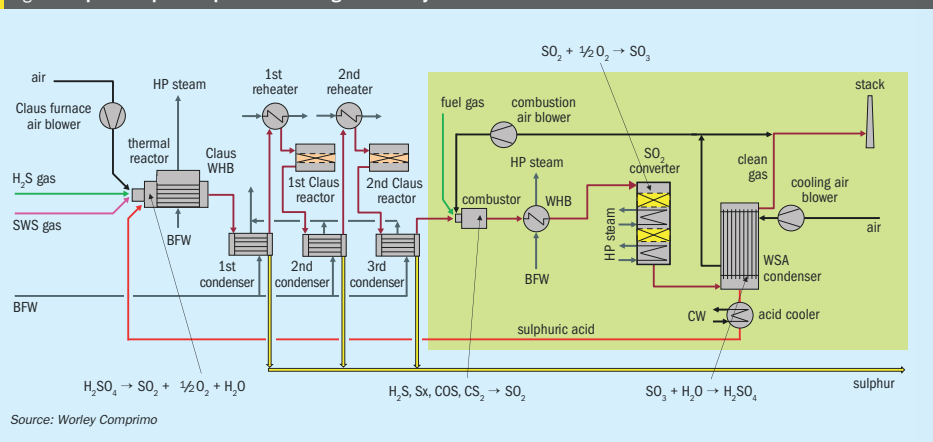 SO₂ + ½O₂ → SO₃
air
HP steam
1st
reheater
2nd
reheater
stack
Claus furnace
air blower
fuel gas
combustion
air blower
thermal
reactor
Claus
WHB
HP steam
SO₂
converter
clean
gas
cooling air
blower
H₂S gas
1st Claus
reactor
2nd Claus
reactor
combustor
WHB
SWS gas
air
BFW
HP steam
WSA
condenser
1st
condenser
2nd
condenser
3rd
condenser
BFW
BFW
CW
acid cooler
sulphuric acid
sulphur
H₂SO₄ → SO₂ + ½O₂ + H₂O
H₂S, Sx, COS, CS₂ → SO₂
SO₃ + H₂O → H₂SO₄
Source: Worley Comprimo